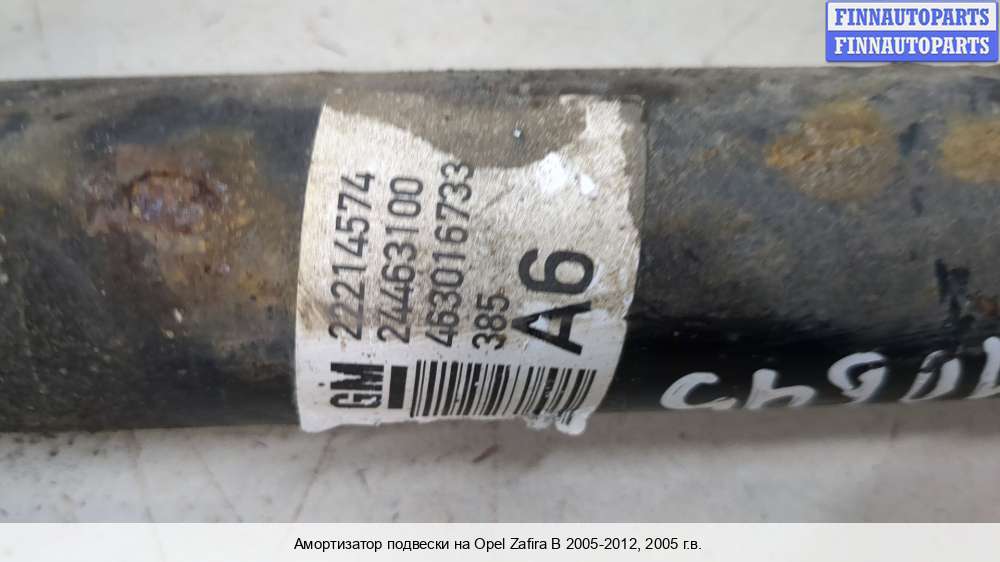 FINNAUTOPARTS
FINNAUTOPARTS
GM 22214574
24463100
463016733
385
A6
Амортизатор подвески на Opel Zafira B 2005-2012, 2005 г.в.